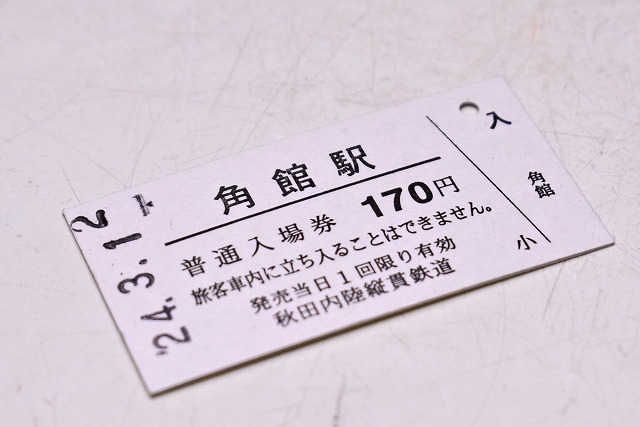 '24.3.12
角館駅
普通入場券 170円
旅客車内に立ち入ることはできません。
発売当日1回限り有効
秋田内陸縦貫鉄道
入
角館
小